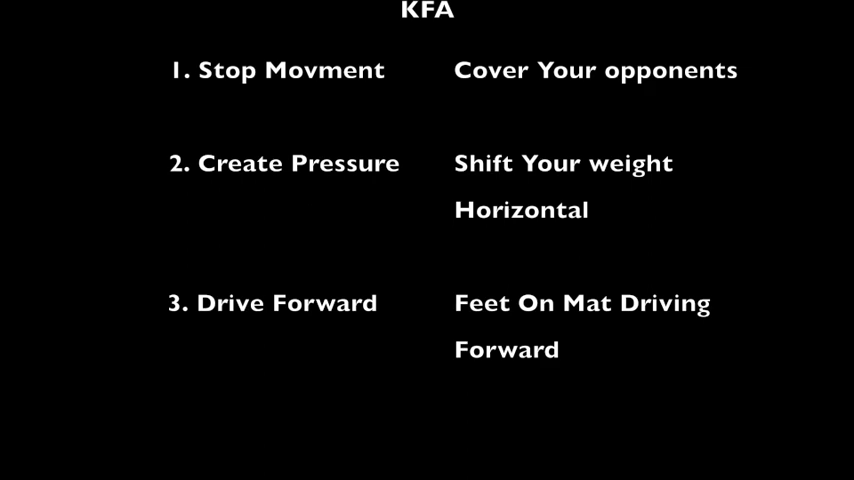 KFA
1. Stop Movment Cover Your opponents
2. Create Pressure Shift Your weight
Horizontal
3. Drive Forward Feet On Mat Driving
Forward